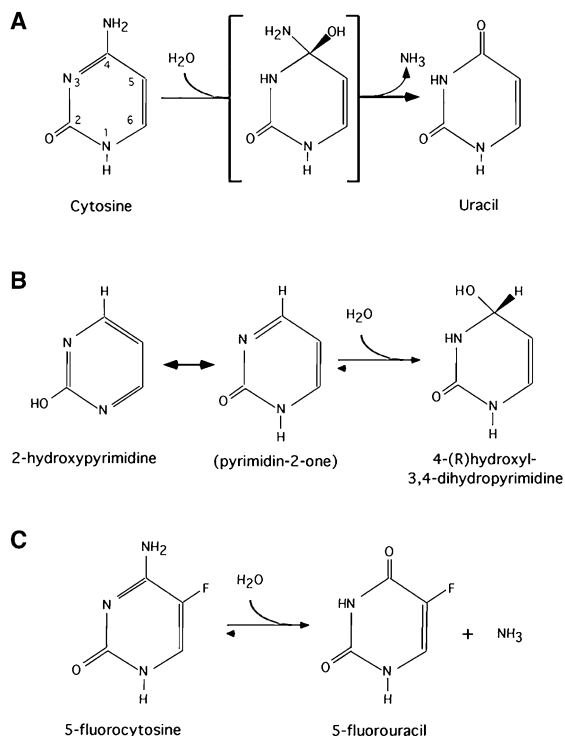 A
NH2
N
3
4
5
2
1
6
O
N
H
Cytosine
H2O
H2N
OH
HN
O
N
H
NH3
O
HN
O
N
H
Uracil
B
H
N
HO
N
2-hydroxypyrimidine
H
N
O
N
H
(pyrimidin-2-one)
H2O
HO
H
HN
O
N
H
4-(R)hydroxyl-
3,4-dihydropyrimidine
C
NH2
F
N
O
N
H
5-fluorocytosine
H2O
O
F
HN
O
N
H
5-fluorouracil
+ NH3